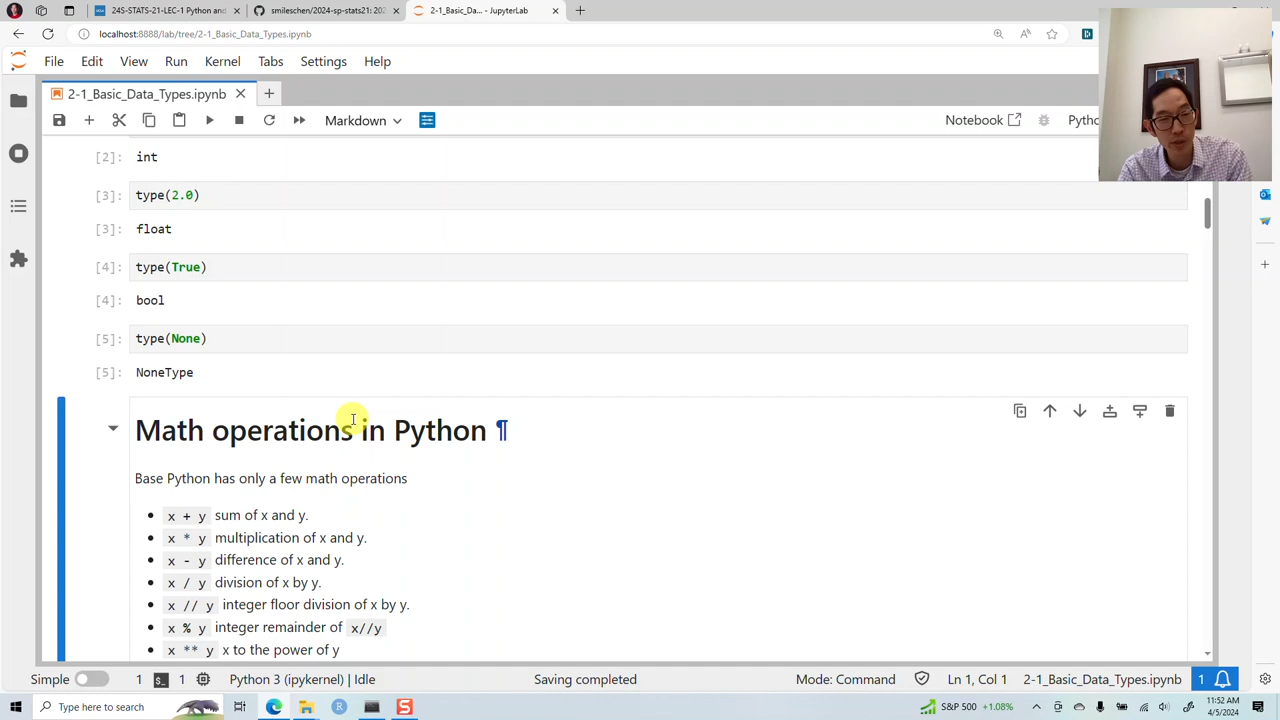 24S-STATS-21-LEC-1 Python and
smileschen/2024-sp-stats21: 202
2-1_Basic_Da... - JupyterLab
localhost:8888/lab/tree/2-1_Basic_Data_Types.ipynb
File Edit View Run Kernel Tabs Settings Help
2-1_Basic_Data_Types.ipynb
Markdown
Notebook
Pytho
[2]: int
[3]: type(2.0)
[3]: float
[4]: type(True)
[4]: bool
[5]: type(None)
[5]: NoneType
Math operations in Python ¶
Base Python has only a few math operations
• x + y sum of x and y.
• x * y multiplication of x and y.
• x - y difference of x and y.
• x / y division of x by y.
• x // y integer floor division of x by y.
• x % y integer remainder of x//y
• x ** y x to the power of y
Simple 1 1 Python 3 (ipykernel) | Idle Saving completed Mode: Command Ln 1, Col 1 2-1_Basic_Data_Types.ipynb 1
Type here to search
S&P 500 +1.08%
11:52 AM
4/5/2024